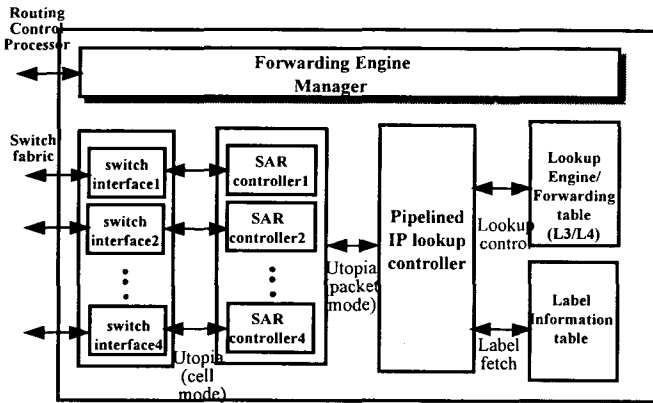 Routing
Control
Processor
Forwarding Engine
Manager
Switch
fabric
switch
interface1
switch
interface2
switch
interface4
Utopia
(cell
mode)
SAR
controller1
SAR
controller2
SAR
controller4
Utopia
(packet
mode)
Pipelined
IP lookup
controller
Lookup
control
Label
fetch
Lookup
Engine/
Forwarding
table
(L3/L4)
Label
Information
table